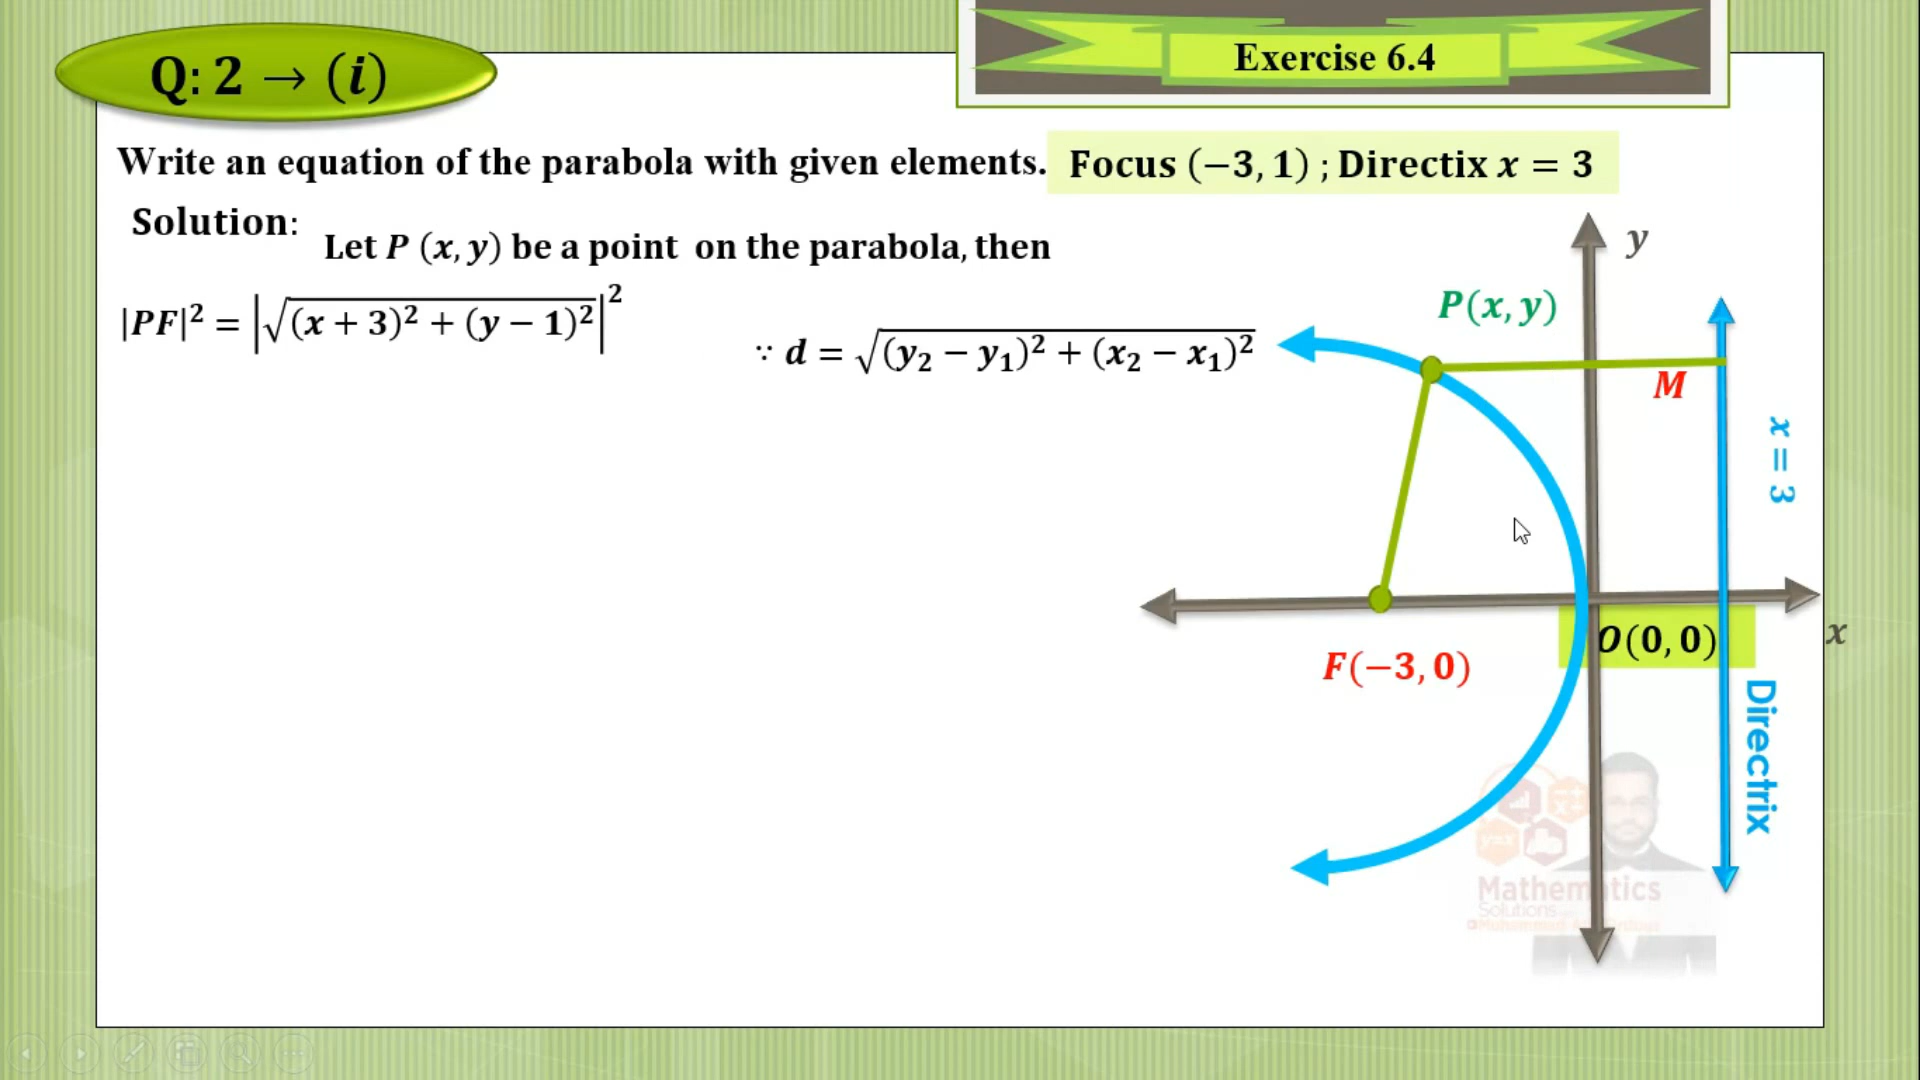 Q: 2 → (i)
Exercise 6.4
Write an equation of the parabola with given elements. Focus (−3, 1) ; Directix x = 3
Solution:
Let P (x, y) be a point on the parabola, then
|PF|² = |√((x + 3)² + (y − 1)²)|²
∵ d = √((y₂ − y₁)² + (x₂ − x₁)²)
y
P(x, y)
M
x = 3
O(0, 0)
x
F(−3, 0)
Directrix
Mathematics
Solutions